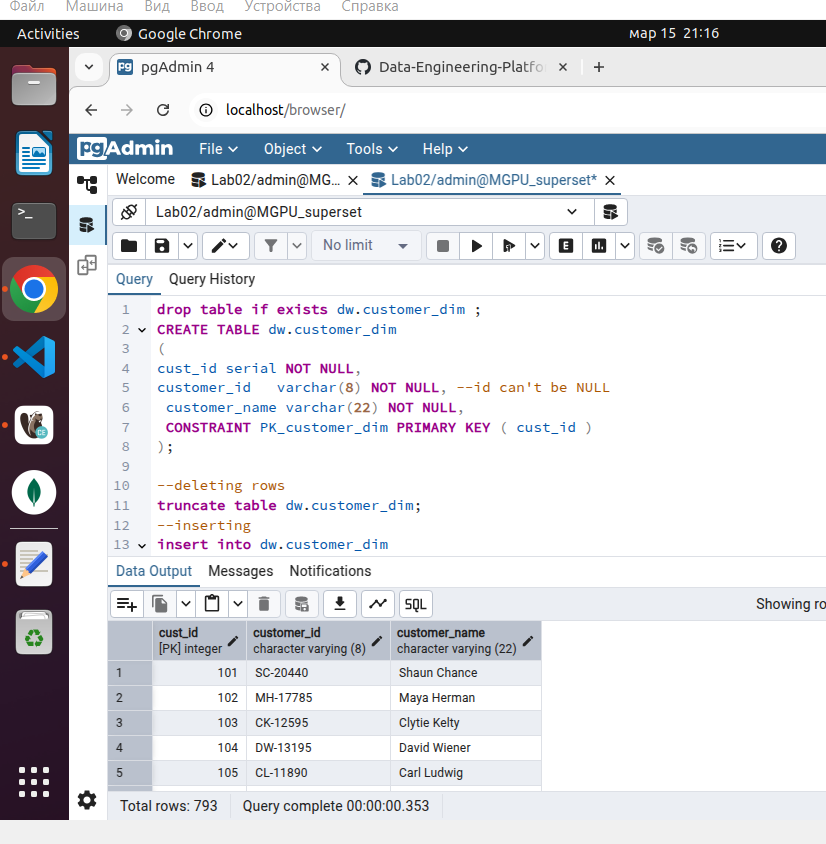 Файл Машина Вид Ввод Устройства Справка
Activities Google Chrome мар 15 21:16
pgAdmin 4 Data-Engineering-Platfo
localhost/browser/
pgAdmin File Object Tools Help
Welcome Lab02/admin@MG... Lab02/admin@MGPU_superset*
Lab02/admin@MGPU_superset
No limit
Query Query History
1 drop table if exists dw.customer_dim ;
2 CREATE TABLE dw.customer_dim
3 (
4 cust_id serial NOT NULL,
5 customer_id varchar(8) NOT NULL, --id can't be NULL
6 customer_name varchar(22) NOT NULL,
7 CONSTRAINT PK_customer_dim PRIMARY KEY ( cust_id )
8 );
9
10 --deleting rows
11 truncate table dw.customer_dim;
12 --inserting
13 insert into dw.customer_dim
Data Output Messages Notifications
SQL Showing ro
cust_id customer_id customer_name
[PK] integer character varying (8) character varying (22)
1 101 SC-20440 Shaun Chance
2 102 MH-17785 Maya Herman
3 103 CK-12595 Clytie Kelty
4 104 DW-13195 David Wiener
5 105 CL-11890 Carl Ludwig
Total rows: 793 Query complete 00:00:00.353